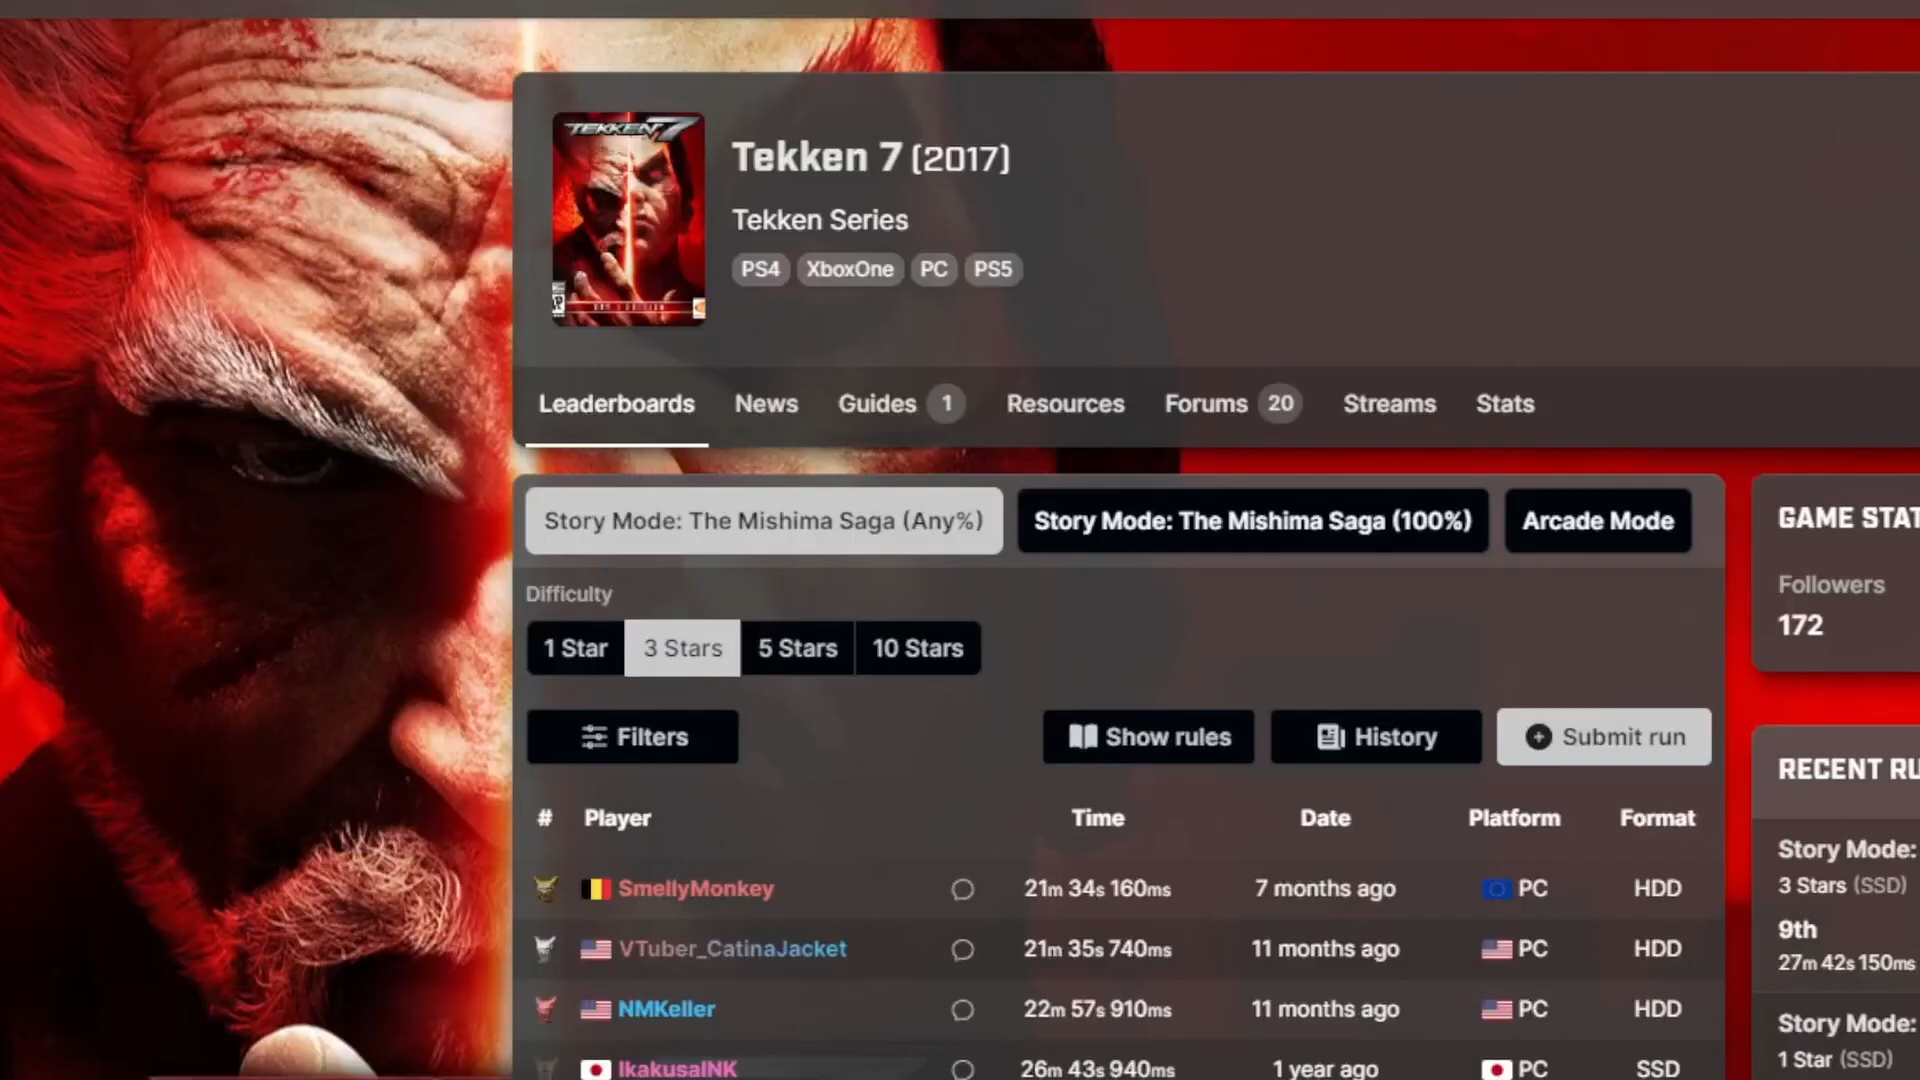 TEKKEN 7
Tekken 7 (2017)
Tekken Series
PS4 XboxOne PC PS5
Leaderboards News Guides 1 Resources Forums 20 Streams Stats
Story Mode: The Mishima Saga (Any%) Story Mode: The Mishima Saga (100%) Arcade Mode
Difficulty
1 Star 3 Stars 5 Stars 10 Stars
Filters Show rules History Submit run
# Player Time Date Platform Format
SmellyMonkey 21m 34s 160ms 7 months ago PC HDD
VTuber_CatinaJacket 21m 35s 740ms 11 months ago PC HDD
NMKeller 22m 57s 910ms 11 months ago PC HDD
IkakusaINK 26m 43s 940ms 1 year ago PC SSD
GAME STAT
Followers
172
RECENT RU
Story Mode:
3 Stars (SSD)
9th
27m 42s 150ms
Story Mode:
1 Star (SSD)